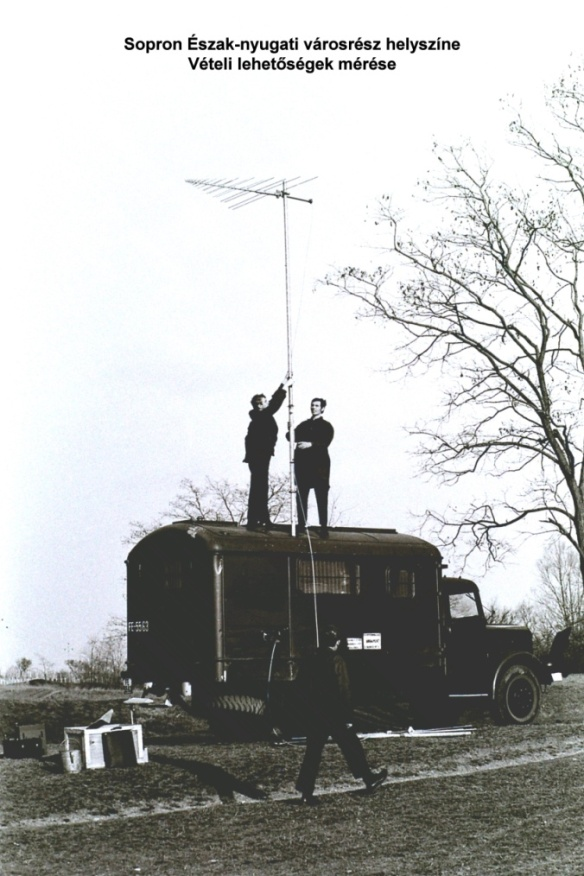 Sopron Észak-nyugati városrész helyszíne
Vételi lehetőségek mérése